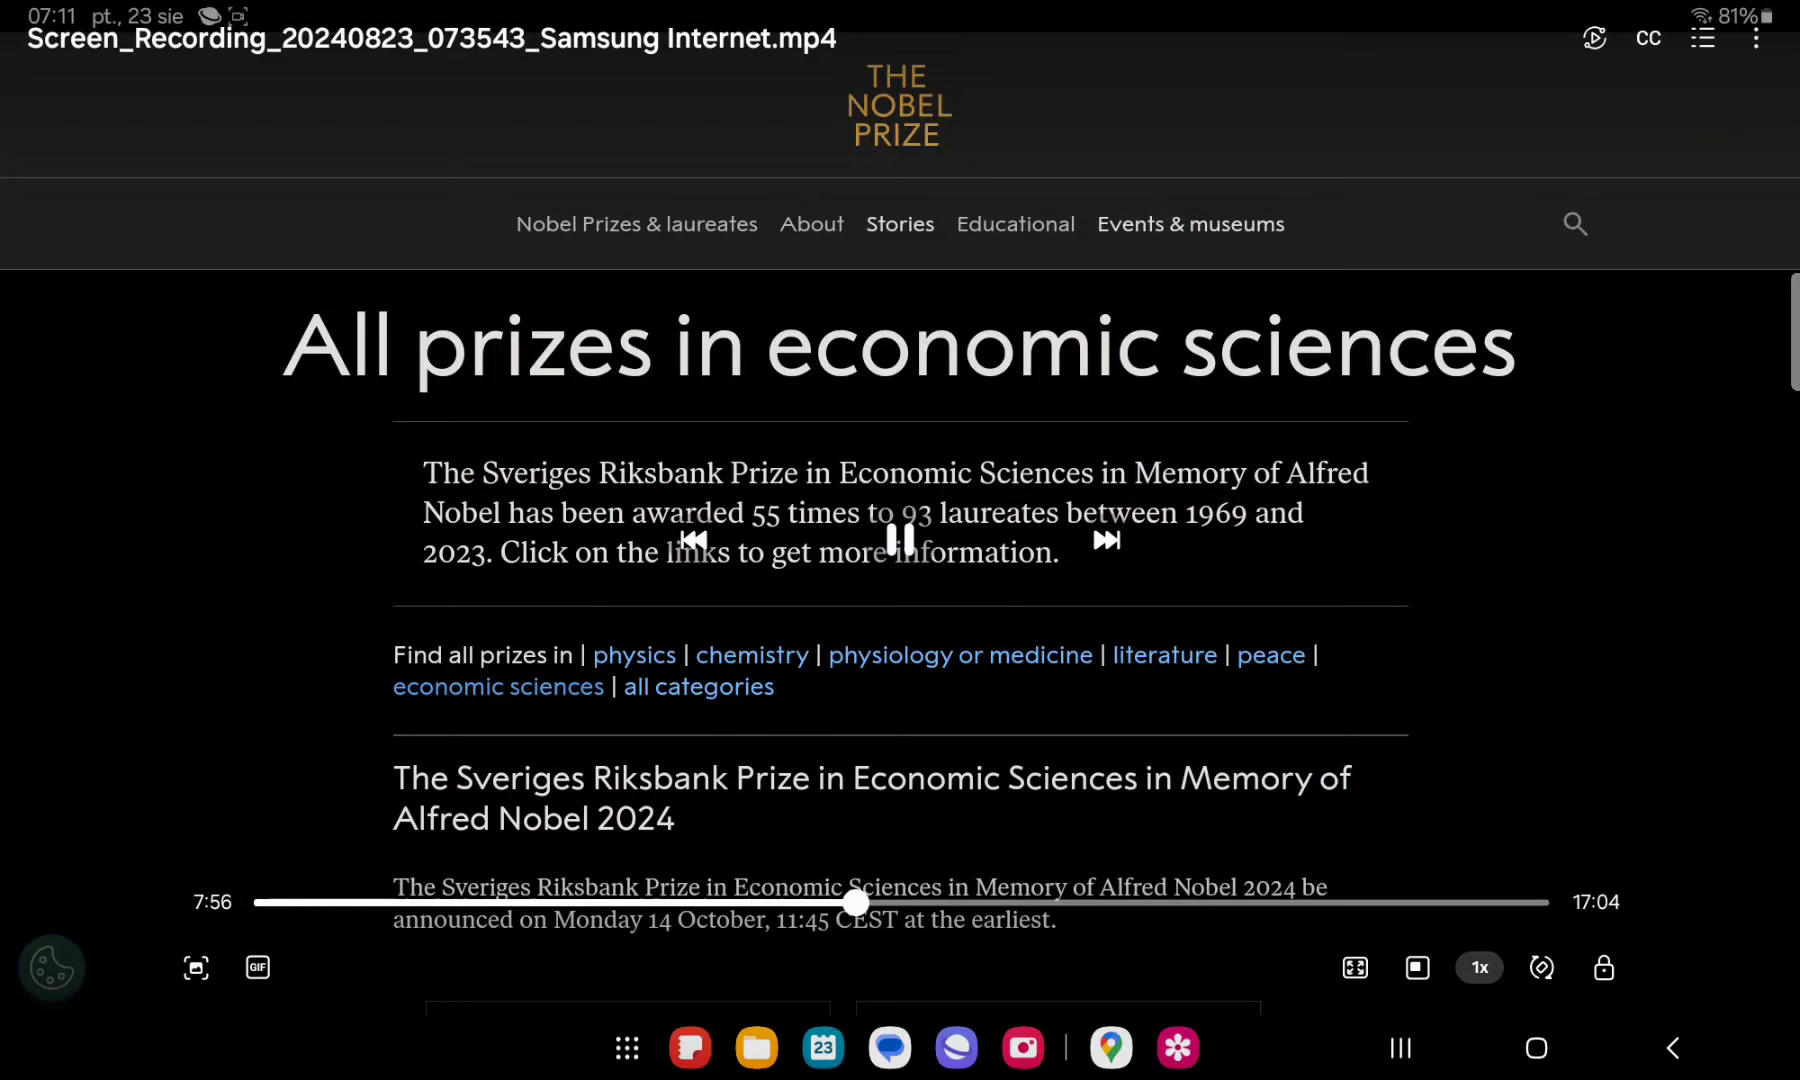 07:11 pt., 23 sie
81%
Screen_Recording_20240823_073543_Samsung Internet.mp4
CC
THE
NOBEL
PRIZE
Nobel Prizes & laureates About Stories Educational Events & museums
All prizes in economic sciences
The Sveriges Riksbank Prize in Economic Sciences in Memory of Alfred
Nobel has been awarded 55 times to 93 laureates between 1969 and
2023. Click on the links to get more information.
Find all prizes in | physics | chemistry | physiology or medicine | literature | peace |
economic sciences | all categories
The Sveriges Riksbank Prize in Economic Sciences in Memory of
Alfred Nobel 2024
The Sveriges Riksbank Prize in Economic Sciences in Memory of Alfred Nobel 2024 be
7:56 17:04
announced on Monday 14 October, 11:45 CEST at the earliest.
GIF
1x
23